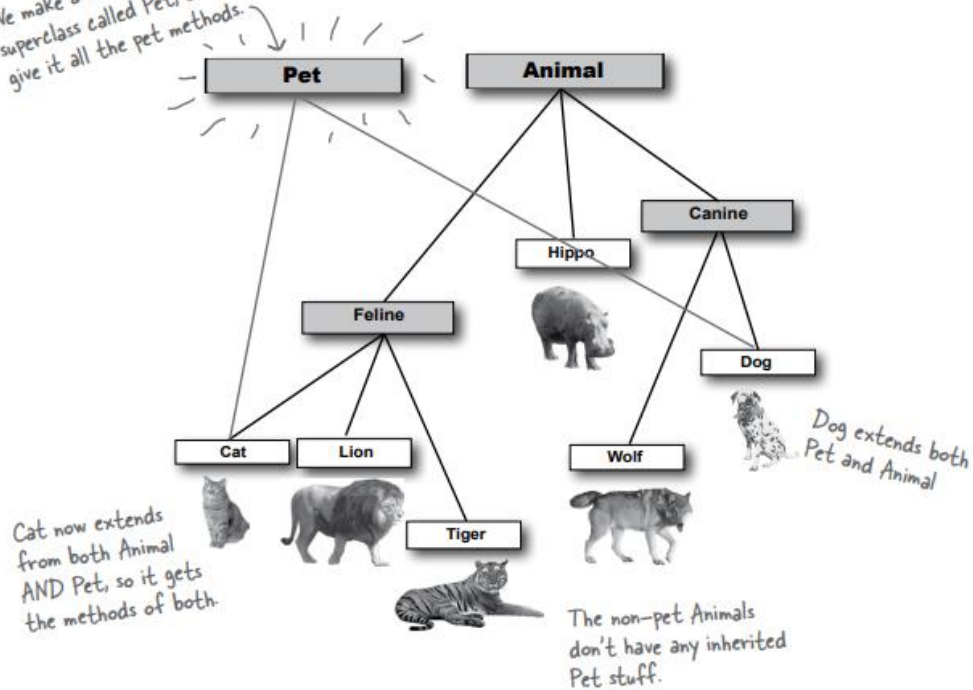 We make a
superclass called Pet,
give it all the pet methods.
Pet
Animal
Canine
Hippo
Feline
Dog
Dog extends both
Pet and Animal
Cat
Lion
Wolf
Tiger
Cat now extends
from both Animal
AND Pet, so it gets
the methods of both.
The non-pet Animals
don't have any inherited
Pet stuff.